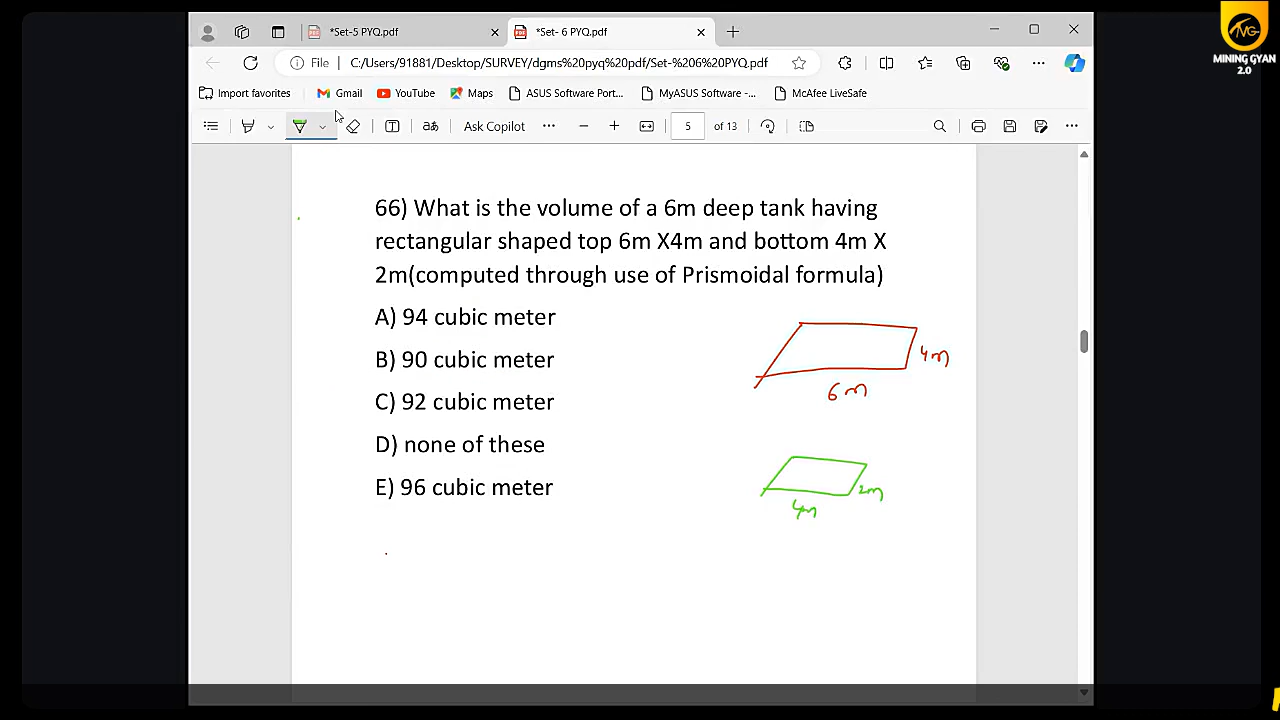 *Set-5 PYQ.pdf
*Set- 6 PYQ.pdf
File
C:/Users/91881/Desktop/SURVEY/dgms%20pyq%20pdf/Set-%206%20PYQ.pdf
Import favorites
Gmail
YouTube
Maps
ASUS Software Port...
MyASUS Software -...
McAfee LiveSafe
Ask Copilot
5
of 13
MINING GYAN
2.0
66) What is the volume of a 6m deep tank having
rectangular shaped top 6m X4m and bottom 4m X
2m(computed through use of Prismoidal formula)
A) 94 cubic meter
B) 90 cubic meter
C) 92 cubic meter
D) none of these
E) 96 cubic meter
4m
6m
2m
4m